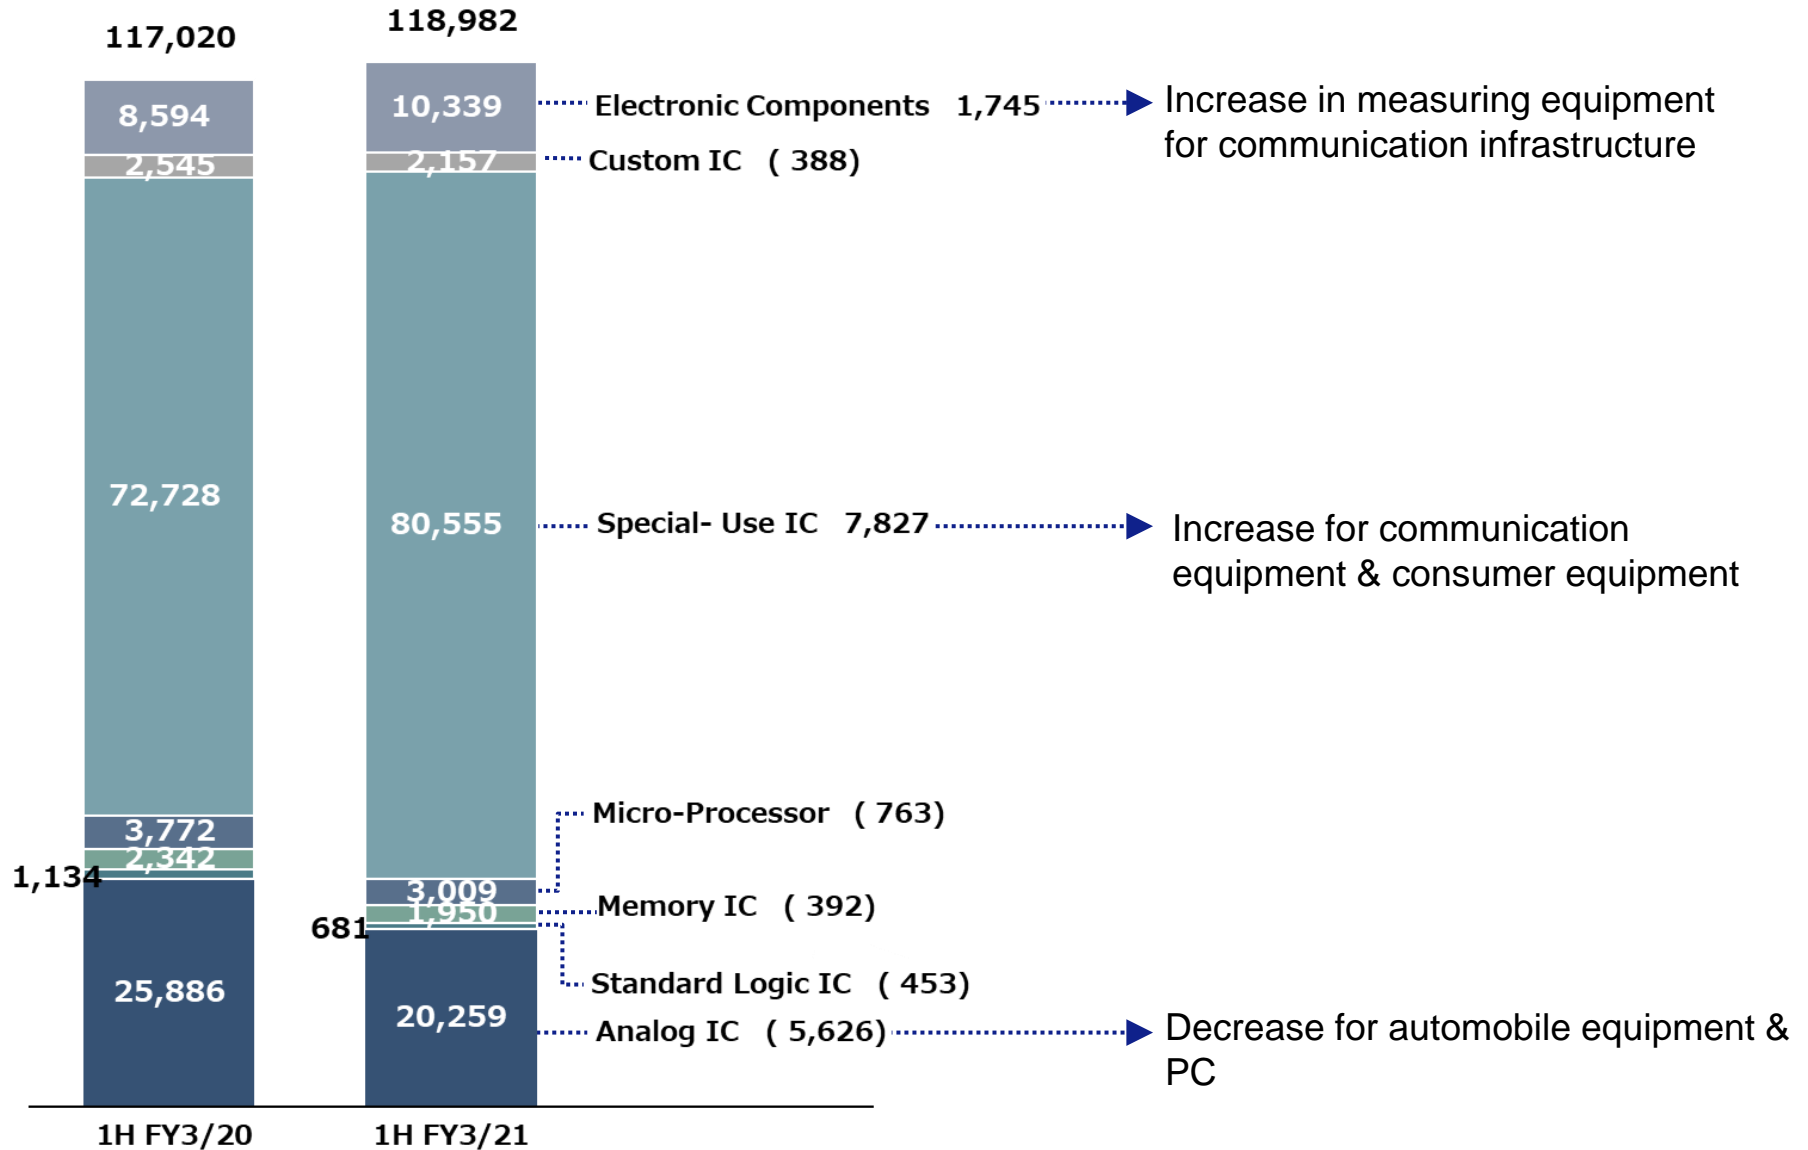 117,020
118,982
8,594
10,339
Electronic Components 1,745
Increase in measuring equipment
for communication infrastructure
2,545
2,157
Custom IC ( 388)
72,728
80,555
Special- Use IC 7,827
Increase for communication
equipment & consumer equipment
3,772
2,342
1,134
Micro-Processor ( 763)
3,009
1,950
681
Memory IC ( 392)
Standard Logic IC ( 453)
25,886
20,259
Analog IC ( 5,626)
Decrease for automobile equipment &
PC
1H FY3/20
1H FY3/21